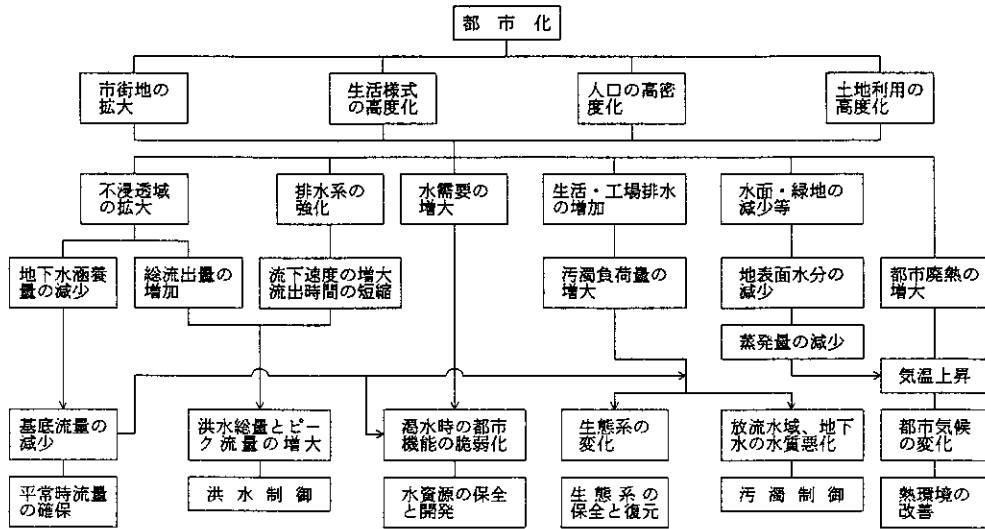 都市化
市街地の
拡大
生活様式
の高度化
人口の高密
度化
土地利用の
高度化
不浸透域
の拡大
排水系の
強化
水需要の
増大
生活・工場排水
の増加
水面・緑地の
減少等
地下水涵養
量の減少
総流出量の
増加
流下速度の増大
流出時間の短縮
汚濁負荷量の
増大
地表面水分の
減少
都市廃熱の
増大
蒸発量の減少
気温上昇
基底流量の
減少
洪水総量とピー
ク流量の増大
渇水時の都市
機能の脆弱化
生態系の
変化
放流水域、地下
水の水質悪化
都市気候
の変化
平常時流量
の確保
洪水制御
水資源の保全
と開発
生態系の
保全と復元
汚濁制御
熱環境の
改善